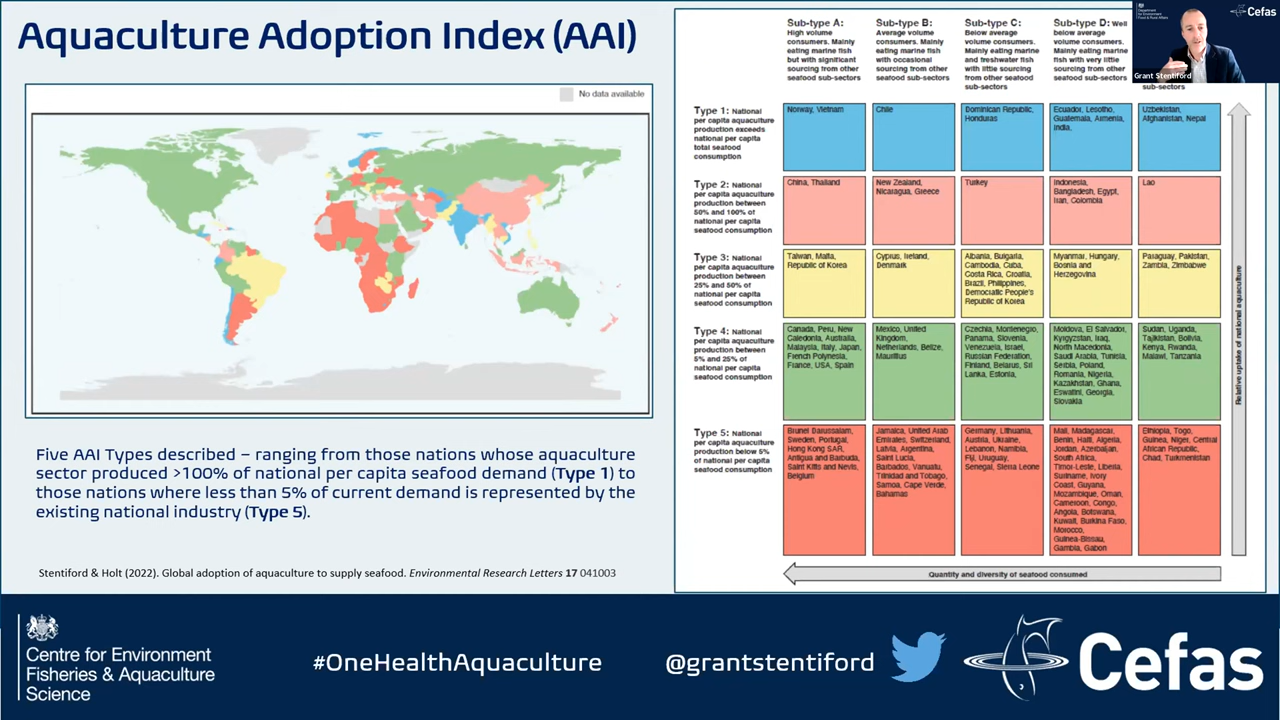 Aquaculture Adoption Index (AAI)
No data available
Five AAI Types described – ranging from those nations whose aquaculture
sector produced >100% of national per capita seafood demand (Type 1) to
those nations where less than 5% of current demand is represented by the
existing national industry (Type 5).
Stentiford & Holt (2022). Global adoption of aquaculture to supply seafood. Environmental Research Letters 17 041003
Sub-type A:
High volume
consumers. Mainly
eating marine fish
but with significant
sourcing from other
seafood sub-sectors
Sub-type B:
Average volume
consumers. Mainly
eating marine fish
with occasional
sourcing from other
seafood sub-sectors
Sub-type C:
Below average
volume consumers.
Mainly eating marine
and freshwater fish
with little sourcing
from other seafood
sub-sectors
Sub-type D: Well
below average
volume consumers.
Mainly eating marine
fish with very little
sourcing from other
seafood sub-sectors
sub-sectors
Department
for Environment
Food & Rural Affairs
Cefas
Grant Stentiford
Type 1: National
per capita aquaculture
production exceeds
national per capita
total seafood
consumption
Norway, Vietnam
Chile
Dominican Republic,
Honduras
Ecuador, Lesotho,
Guatemala, Armenia,
India,
Uzbekistan,
Afghanistan, Nepal
Type 2: National
per capita aquaculture
production between
50% and 100% of
national per capita
seafood consumption
China, Thailand
New Zealand,
Nicaragua, Greece
Turkey
Indonesia,
Bangladesh, Egypt,
Iran, Colombia
Lao
Type 3: National
per capita aquaculture
production between
25% and 50% of
national per capita
seafood consumption
Taiwan, Malta,
Republic of Korea
Cyprus, Ireland,
Denmark
Albania, Bulgaria,
Cambodia, Cuba,
Costa Rica, Croatia,
Brazil, Philippines,
Democratic People's
Republic of Korea
Myanmar, Hungary,
Bosnia and
Herzegovina
Paraguay, Pakistan,
Zambia, Zimbabwe
Type 4: National
per capita aquaculture
production between
5% and 25% of
national per capita
seafood consumption
Canada, Peru, New
Caledonia, Australia,
Malaysia, Italy, Japan,
French Polynesia,
France, USA, Spain
Mexico, United
Kingdom,
Netherlands, Belize,
Mauritius
Czechia, Montenegro,
Panama, Slovenia,
Venezuela, Israel,
Russian Federation,
Finland, Belarus, Sri
Lanka, Estonia,
Moldova, El Salvador,
Kyrgyzstan, Iraq,
North Macedonia,
Saudi Arabia, Tunisia,
Serbia, Poland,
Romania, Nigeria,
Kazakhstan, Ghana,
Eswatini, Georgia,
Slovakia
Sudan, Uganda,
Tajikistan, Bolivia,
Kenya, Rwanda,
Malawi, Tanzania
Type 5: National
per capita aquaculture
production below 5%
of national per capita
seafood consumption
Brunei Darussalam,
Sweden, Portugal,
Hong Kong SAR,
Antigua and Barbuda,
Saint Kitts and Nevis,
Belgium
Jamaica, United Arab
Emirates, Switzerland,
Latvia, Argentina,
Saint Lucia,
Barbados, Vanuatu,
Trinidad and Tobago,
Samoa, Cape Verde,
Bahamas
Germany, Lithuania,
Austria, Ukraine,
Lebanon, Namibia,
Fiji, Uruguay,
Senegal, Sierra Leone
Mali, Madagascar,
Benin, Haiti, Algeria,
Jordan, Azerbaijan,
South Africa,
Timor-Leste, Liberia,
Suriname, Ivory
Coast, Guyana,
Mozambique, Oman,
Cameroon, Congo,
Angola, Botswana,
Kuwait, Burkina Faso,
Morocco,
Guinea-Bissau,
Gambia, Gabon
Ethiopia, Togo,
Guinea, Niger, Central
African Republic,
Chad, Turkmenistan
Relative uptake of national aquaculture
Quantity and diversity of seafood consumed
Centre for Environment
Fisheries & Aquaculture
Science
#OneHealthAquaculture
@grantstentiford
Cefas